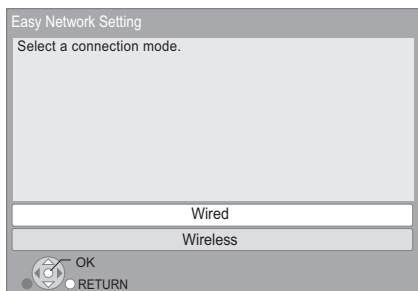 Easy Network Setting
Select a connection mode.
Wired
Wireless
OK
RETURN